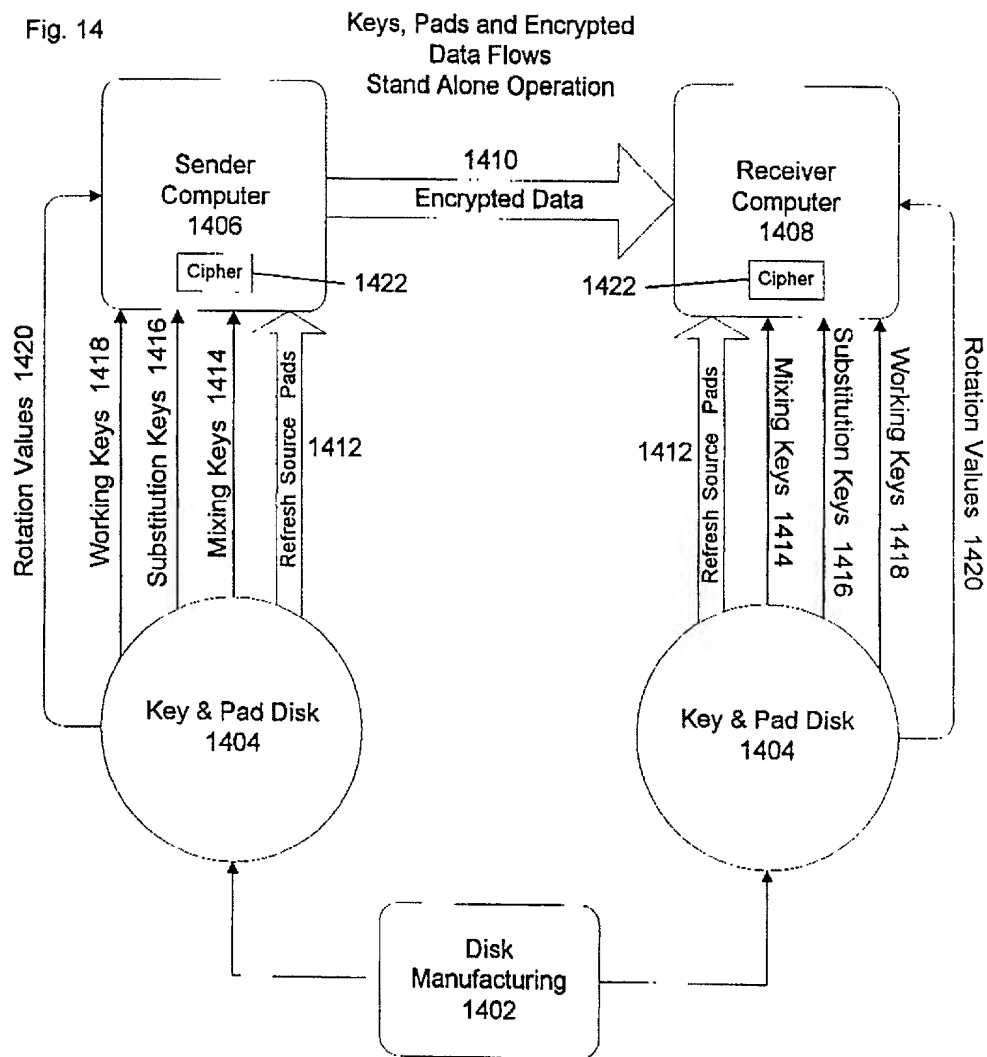 Fig. 14
Keys, Pads and Encrypted
Data Flows
Stand Alone Operation
Sender
Computer
1406
Cipher
1422
1410
Encrypted Data
Receiver
Computer
1408
Cipher
1422
Rotation Values 1420
Working Keys 1418
Substitution Keys 1416
Mixing Keys 1414
Refresh Source Pads
1412
1412
Refresh Source Pads
Mixing Keys 1414
Substitution Keys 1416
Working Keys 1418
Rotation Values 1420
Key & Pad Disk
1404
Key & Pad Disk
1404
Disk
Manufacturing
1402